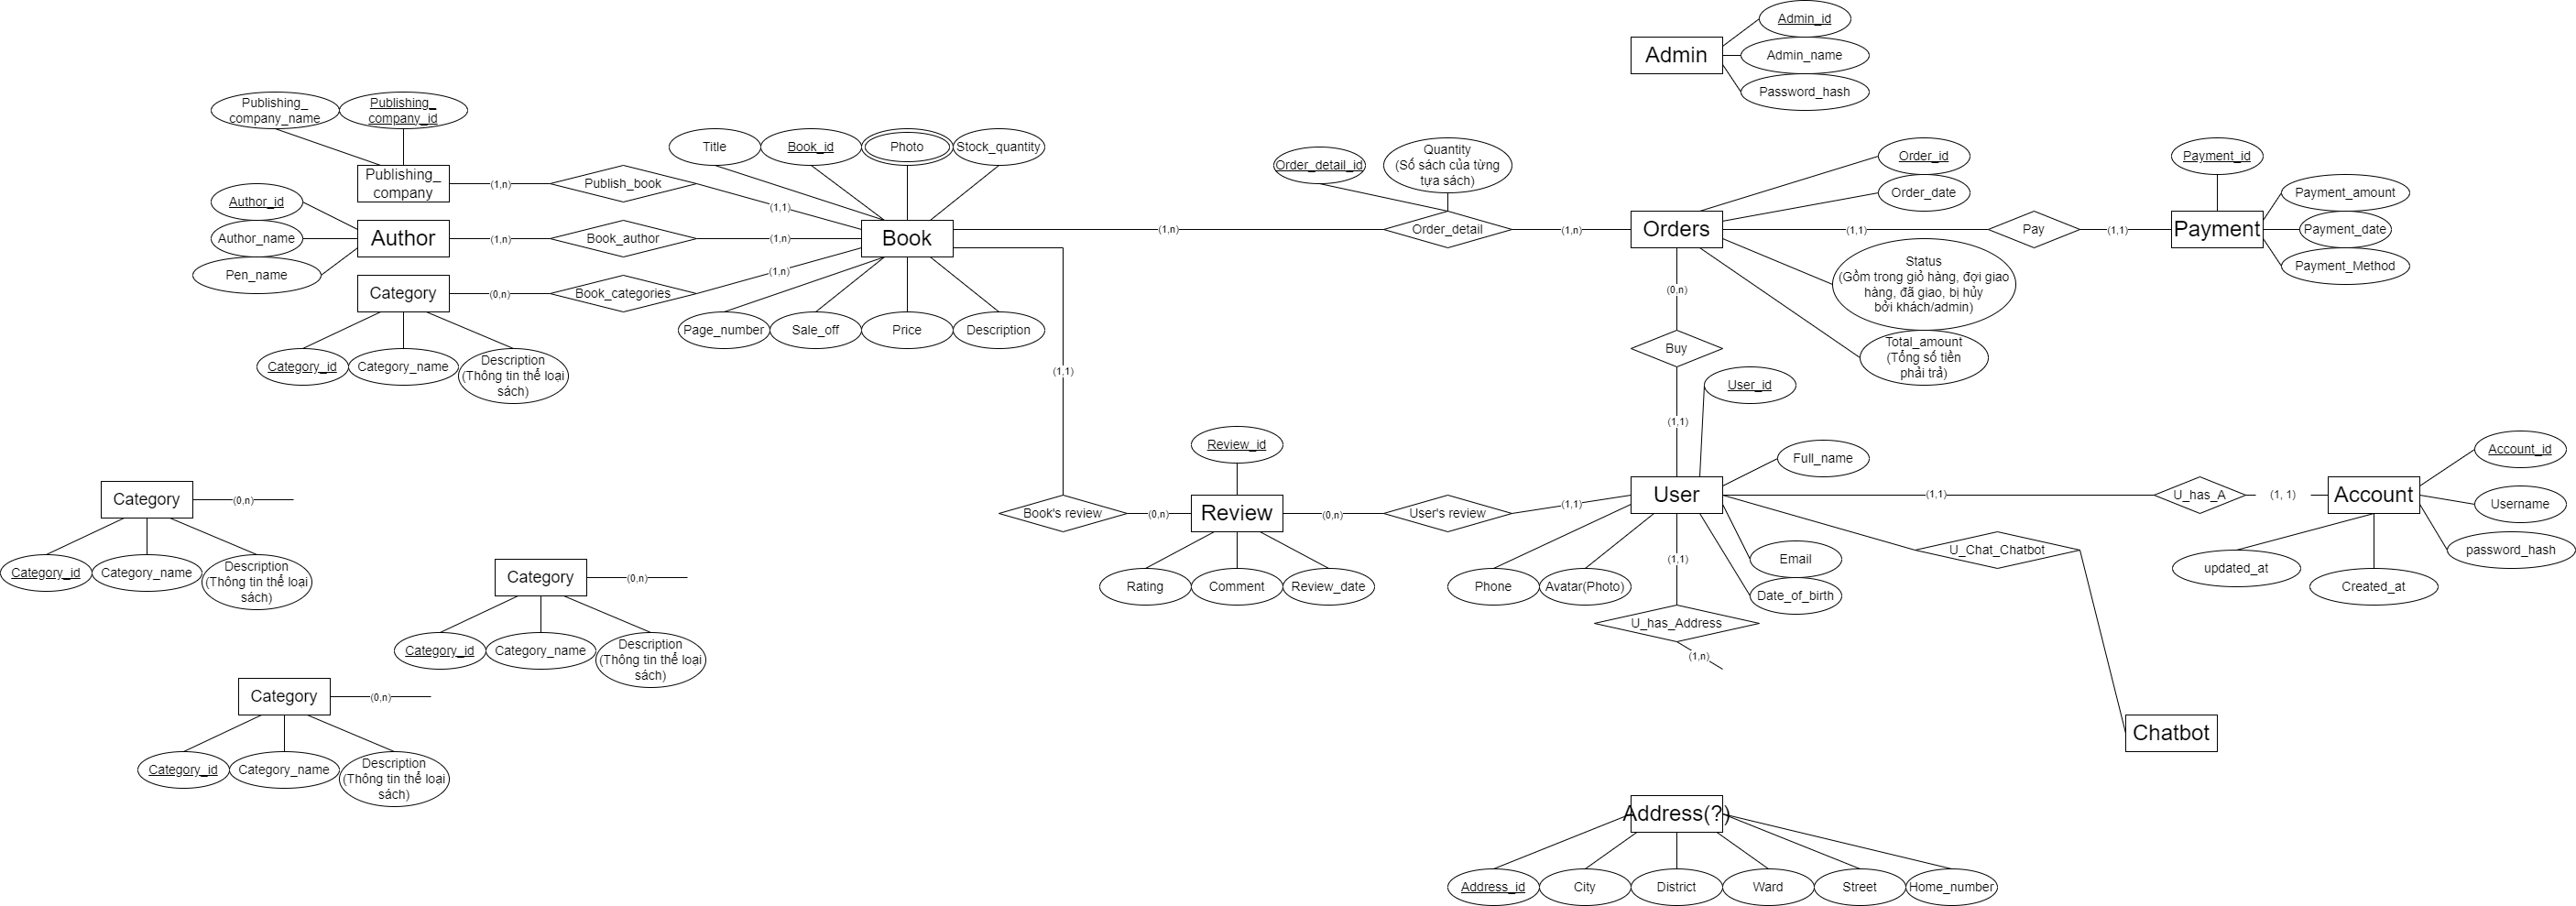 Admin_id
Admin
Admin_name
Password_hash
Publishing_
company_name
Publishing_
company_id
Publishing_
company
(1,n)
Publish_book
(1,1)
Author_id
Author_name
Pen_name
Author
(1,n)
Book_author
(1,n)
Category
(0,n)
Book_categories
(1,n)
Category_id
Category_name
Description
(Thông tin thể loại
sách)
Title
Book_id
Photo
Stock_quantity
Book
Page_number
Sale_off
Price
Description
(1,n)
Order_detail_id
Quantity
(Số sách của từng
tựa sách)
Order_detail
(1,n)
Orders
Order_id
Order_date
Status
(Gồm trong giỏ hàng, đợi giao
hàng, đã giao, bị hủy
bởi khách/admin)
Total_amount
(Tổng số tiền
phải trả)
(1,1)
Pay
(1,1)
Payment
Payment_id
Payment_amount
Payment_date
Payment_Method
(0,n)
Buy
(1,1)
(1,1)
Book's review
(0,n)
Review_id
Review
Rating
Comment
Review_date
(0,n)
User's review
(1,1)
User
User_id
Full_name
Phone
Avatar(Photo)
Email
Date_of_birth
(1,1)
U_has_Address
(1,n)
(1,1)
U_has_A
(1, 1)
Account
Account_id
Username
password_hash
updated_at
Created_at
U_Chat_Chatbot
Chatbot
Category
(0,n)
Category_id
Category_name
Description
(Thông tin thể loại
sách)
Category
(0,n)
Category_id
Category_name
Description
(Thông tin thể loại
sách)
Category
(0,n)
Category_id
Category_name
Description
(Thông tin thể loại
sách)
Address(?)
Address_id
City
District
Ward
Street
Home_number